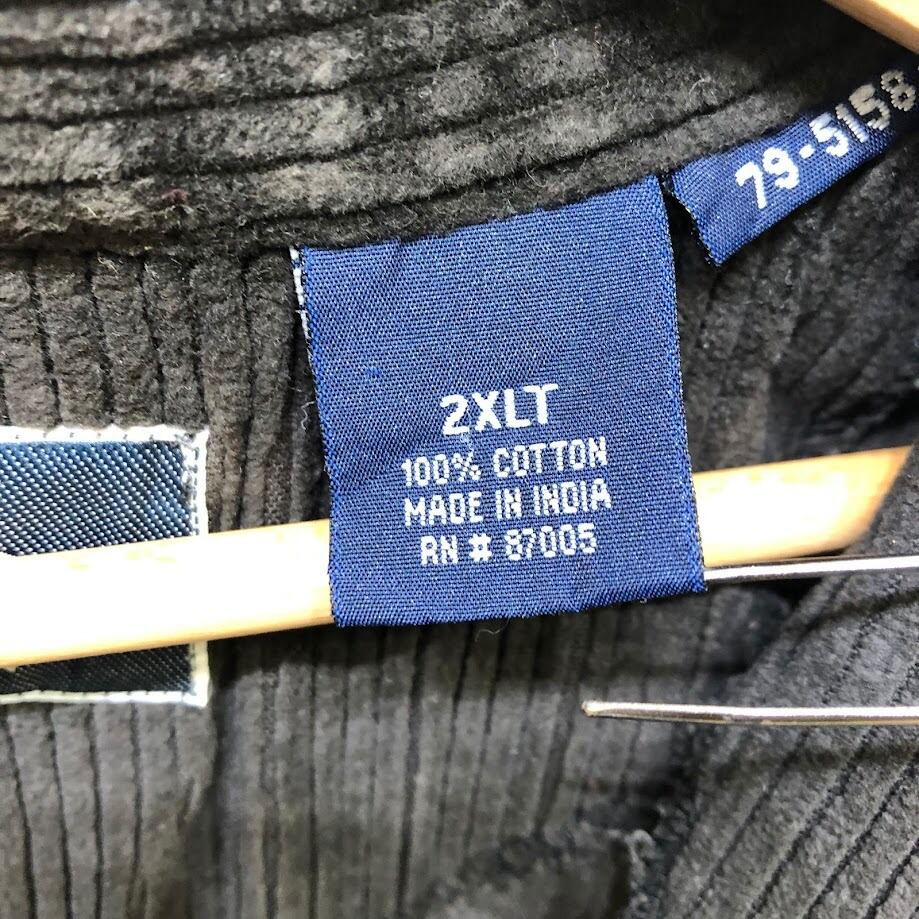 79-5158
2XLT
100% COTTON
MADE IN INDIA
RN # 87005